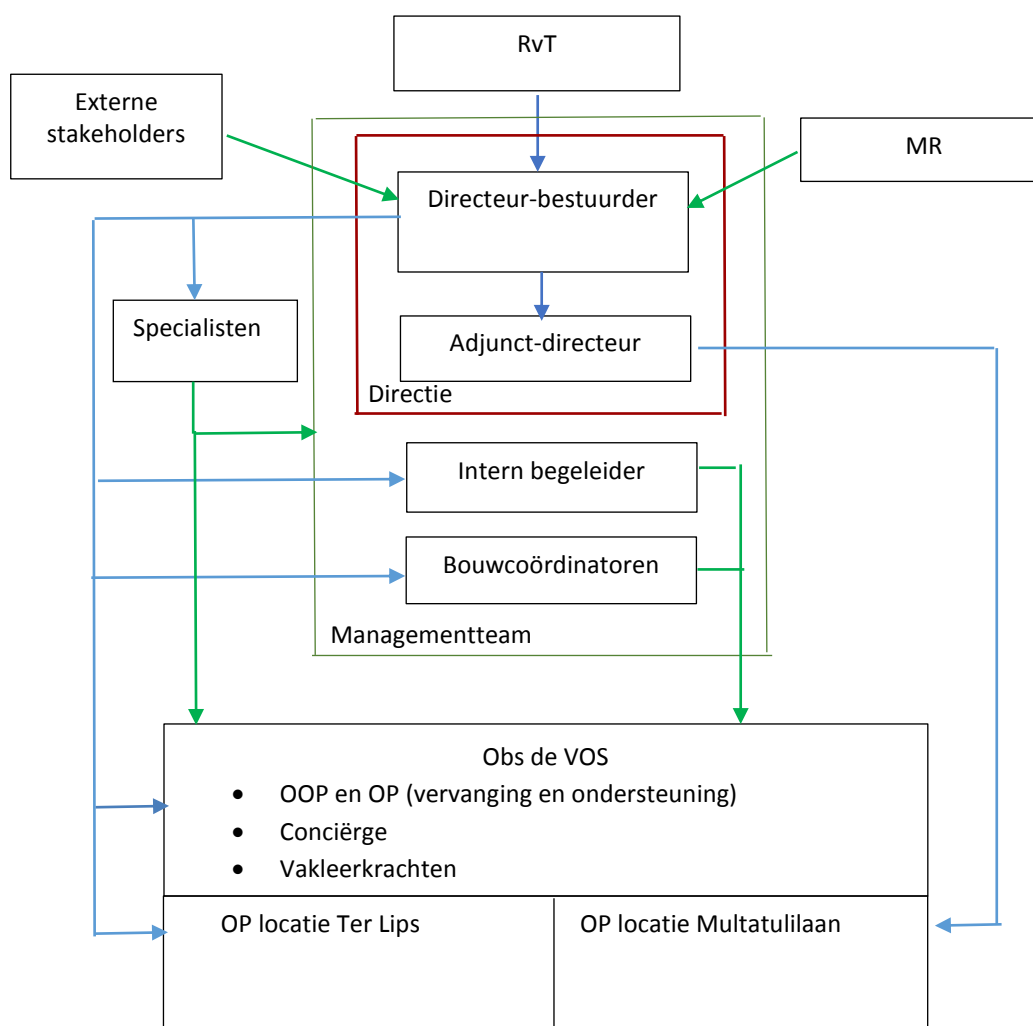 RvT
Externe
stakeholders
MR
Directeur-bestuurder
Specialisten
Adjunct-directeur
Directie
Intern begeleider
Bouwcoördinatoren
Managementteam
Obs de VOS
• OOP en OP (vervanging en ondersteuning)
• Conciërge
• Vakleerkrachten
OP locatie Ter Lips
OP locatie Multatulilaan